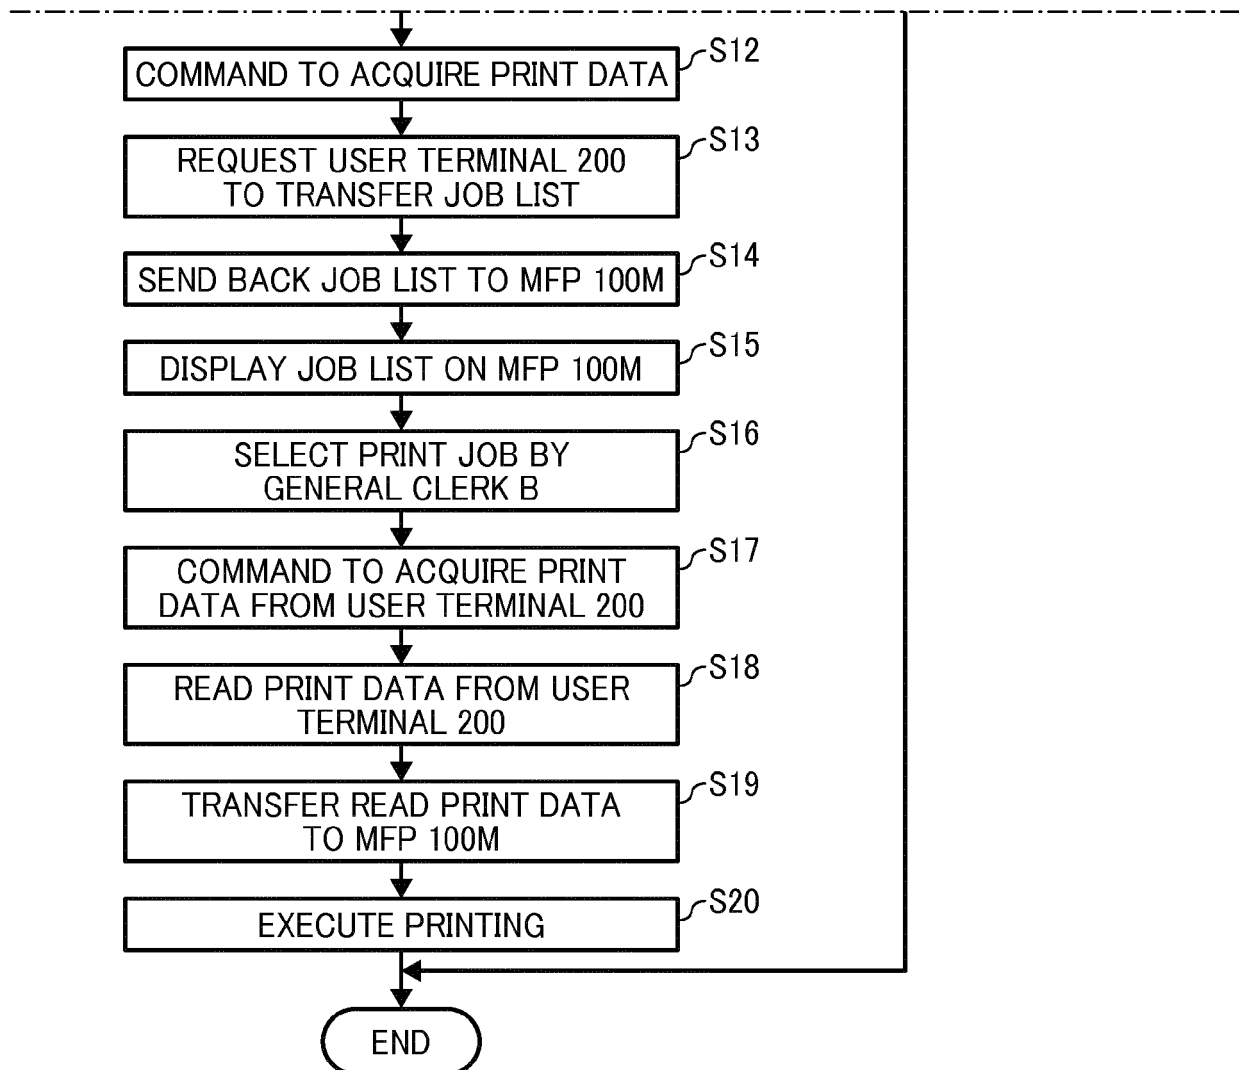 S12
COMMAND TO ACQUIRE PRINT DATA
S13
REQUEST USER TERMINAL 200
TO TRANSFER JOB LIST
S14
SEND BACK JOB LIST TO MFP 100M
S15
DISPLAY JOB LIST ON MFP 100M
S16
SELECT PRINT JOB BY
GENERAL CLERK B
S17
COMMAND TO ACQUIRE PRINT
DATA FROM USER TERMINAL 200
S18
READ PRINT DATA FROM USER
TERMINAL 200
S19
TRANSFER READ PRINT DATA
TO MFP 100M
S20
EXECUTE PRINTING
END